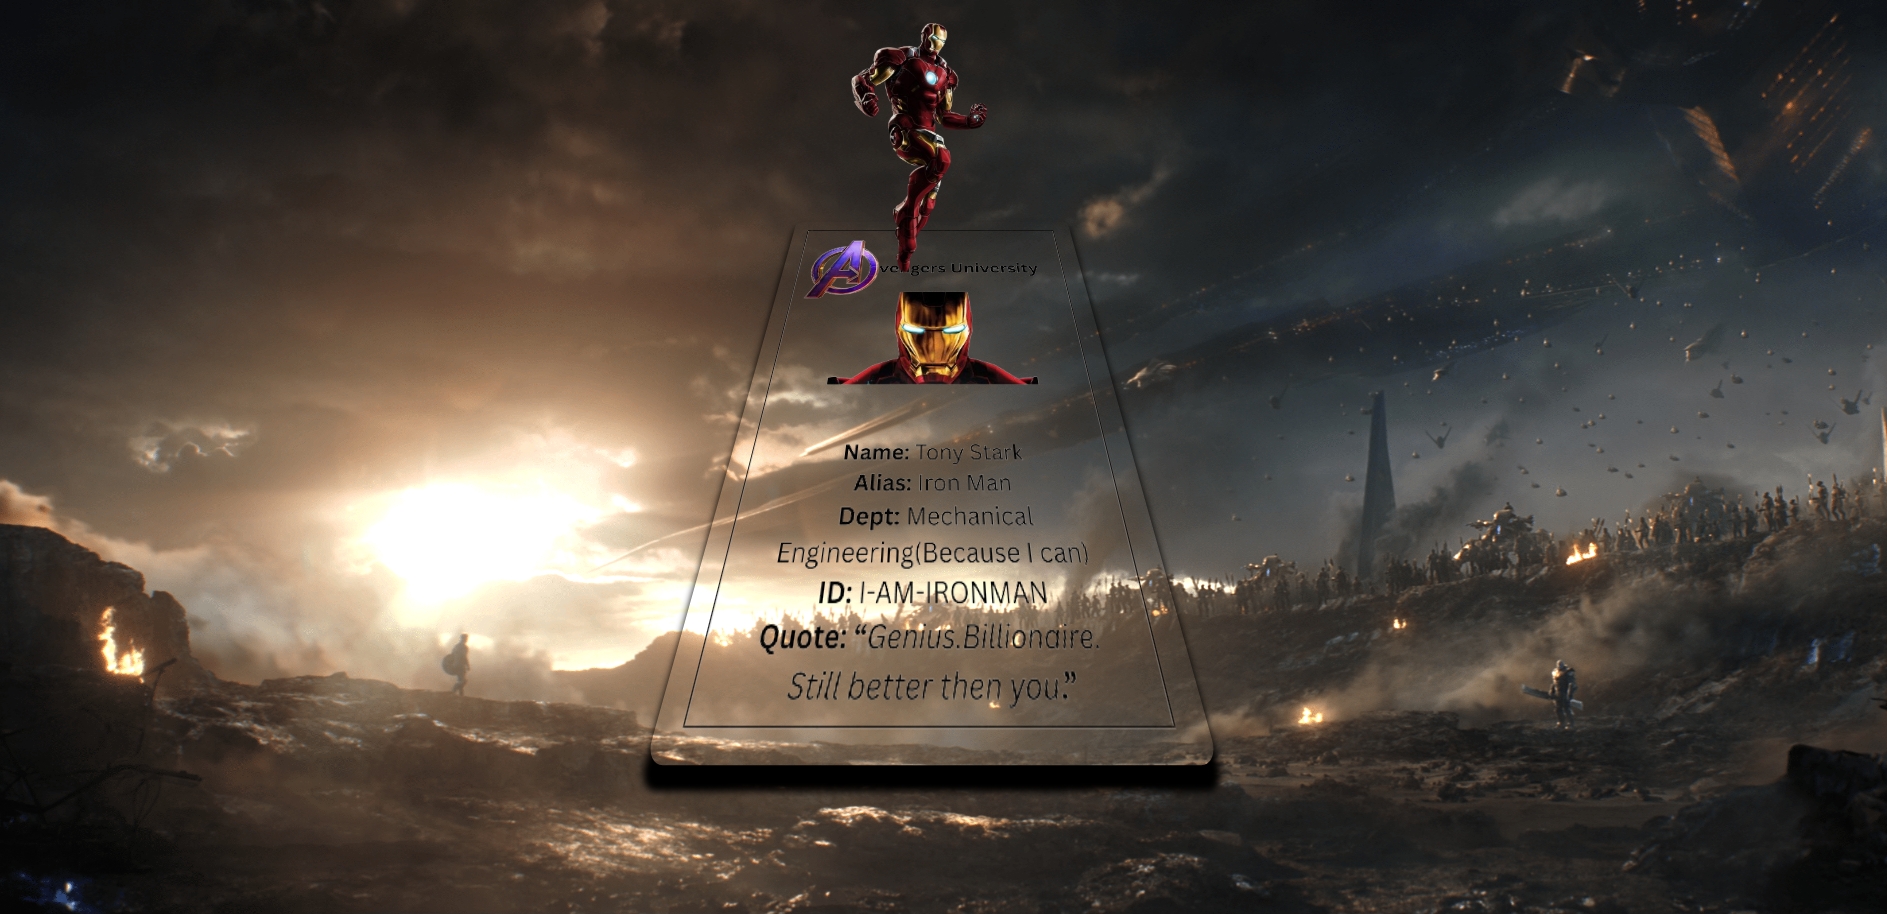 Avengers University
Name: Tony Stark
Alias: Iron Man
Dept: Mechanical
Engineering(Because I can)
ID: I-AM-IRONMAN
Quote: “Genius.Billionaire.
Still better then you.”